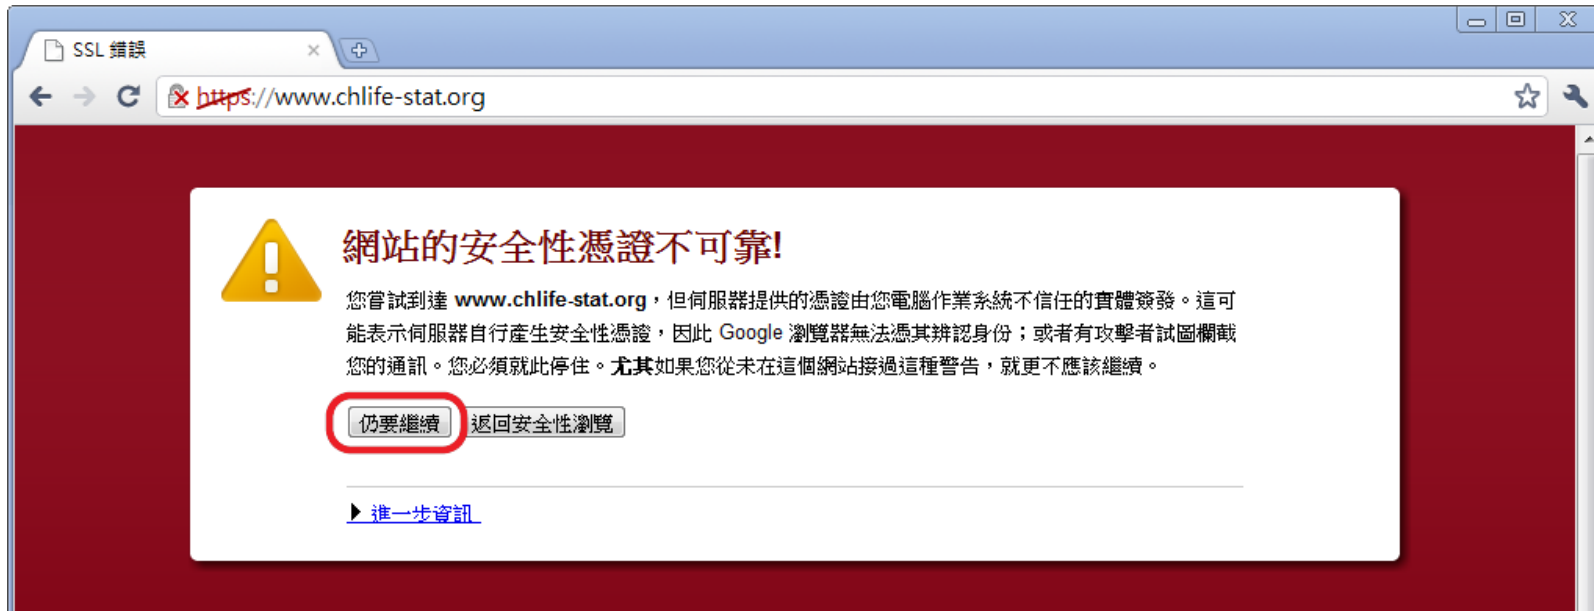 SSL 錯誤
https://www.chlife-stat.org
網站的安全性憑證不可靠!
您嘗試到達 www.chlife-stat.org，但伺服器提供的憑證由您電腦作業系統不信任的實體簽發。這可
能表示伺服器自行產生安全性憑證，因此 Google 瀏覽器無法憑其辨認身份；或者有攻擊者試圖欄截
您的通訊。您必須就此停住。尤其如果您從未在這個網站接過這種警告，就更不應該繼續。
仍要繼續 返回安全性瀏覽
進一步資訊